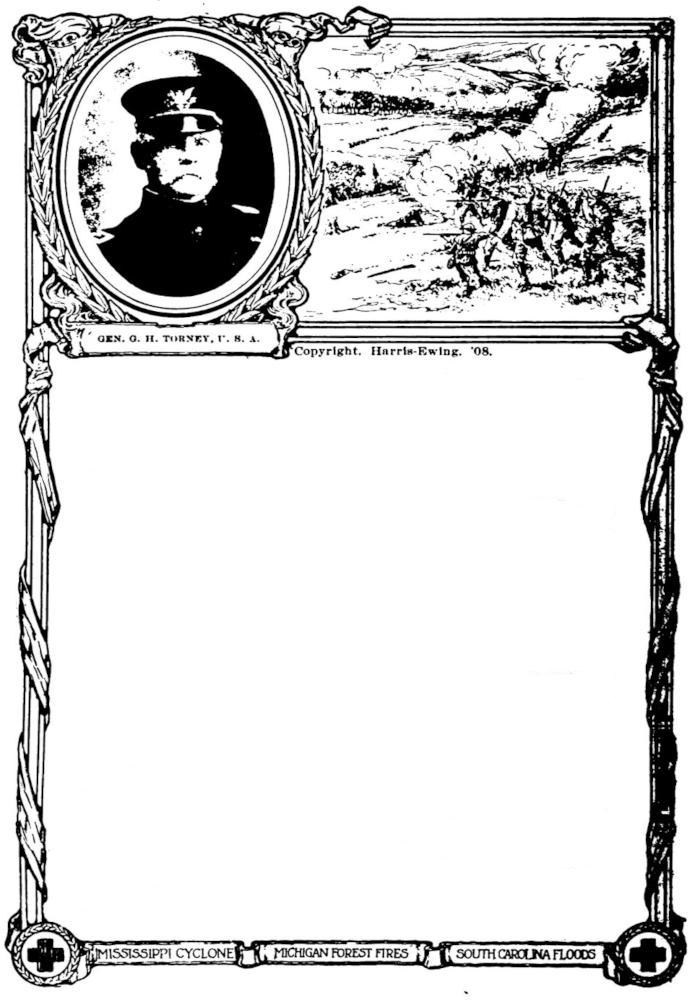 GEN. G. H. TORNEY, U. S. A.
Copyright, Harris-Ewing, '08.
MISSISSIPPI CYCLONE
MICHIGAN FOREST FIRES
SOUTH CAROLINA FLOODS